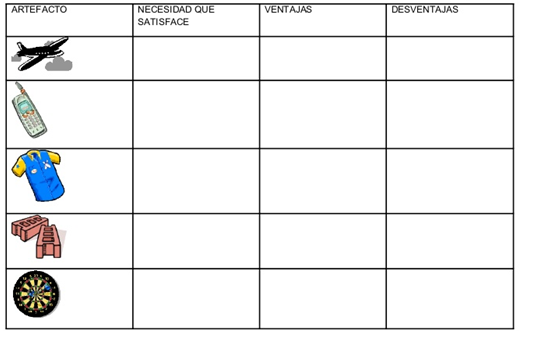 ARTEFACTO
NECESIDAD QUE
SATISFACE
VENTAJAS
DESVENTAJAS